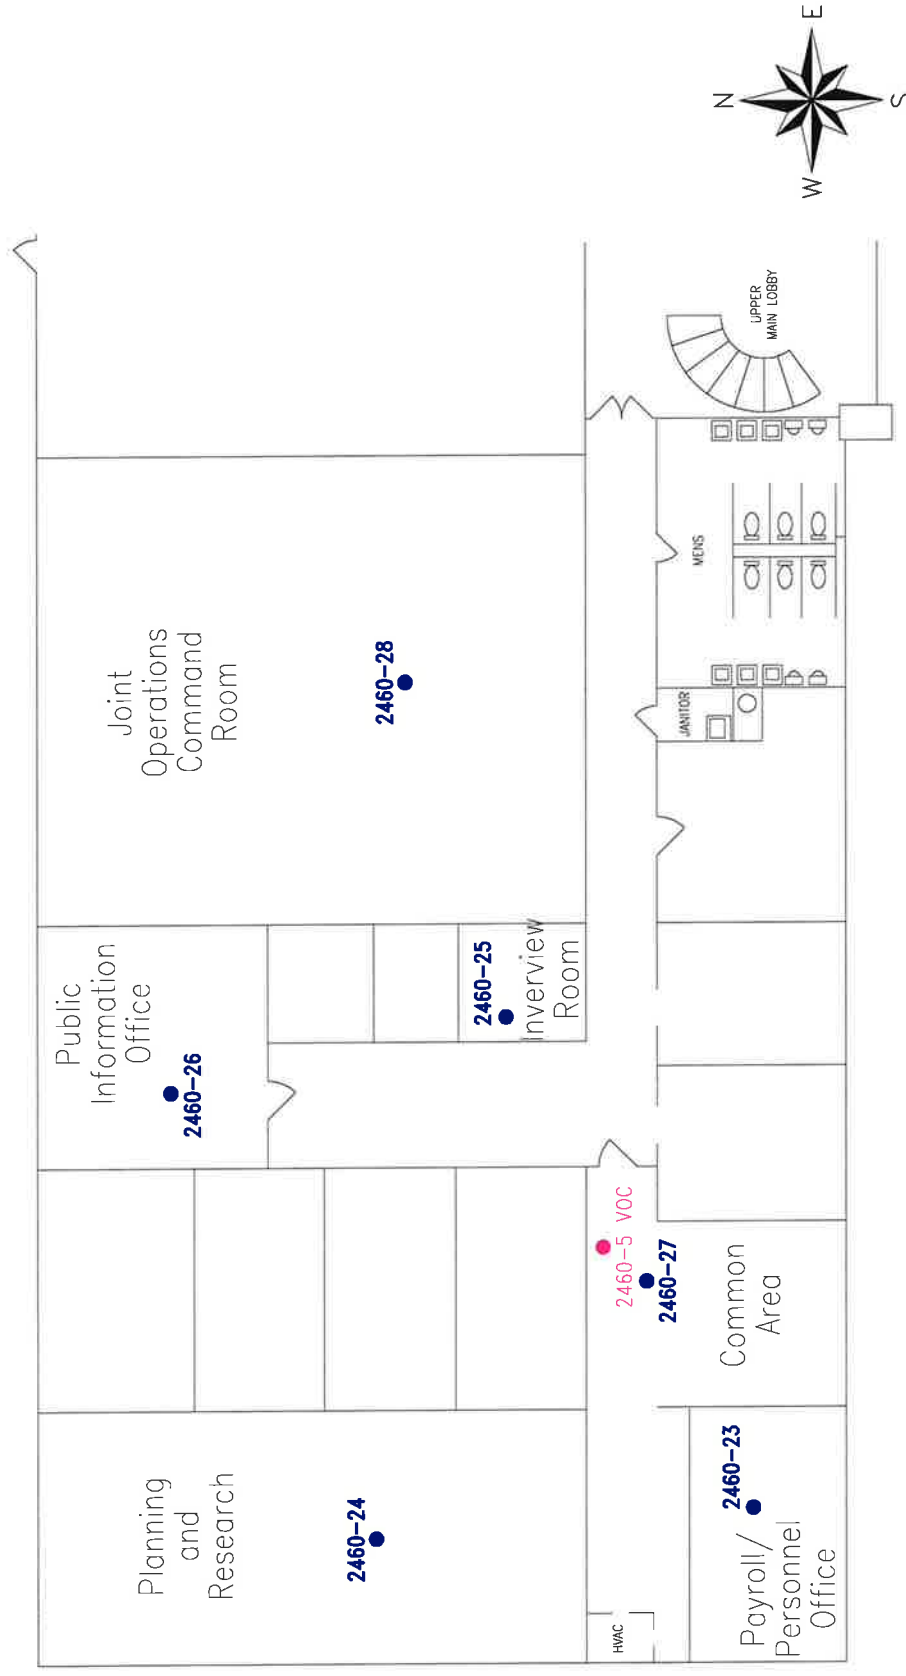 N
E
W
S
UPPER
MAIN LOBBY
Joint
Operations
Command
Room
2460-28
MENS
JANITOR
Public
Information
Office
2460-26
2460-25
Inverview
Room
2460-5 VOC
2460-27
Common
Area
Planning
and
Research
2460-24
2460-23
Payroll/
Personnel
Office
HVAC